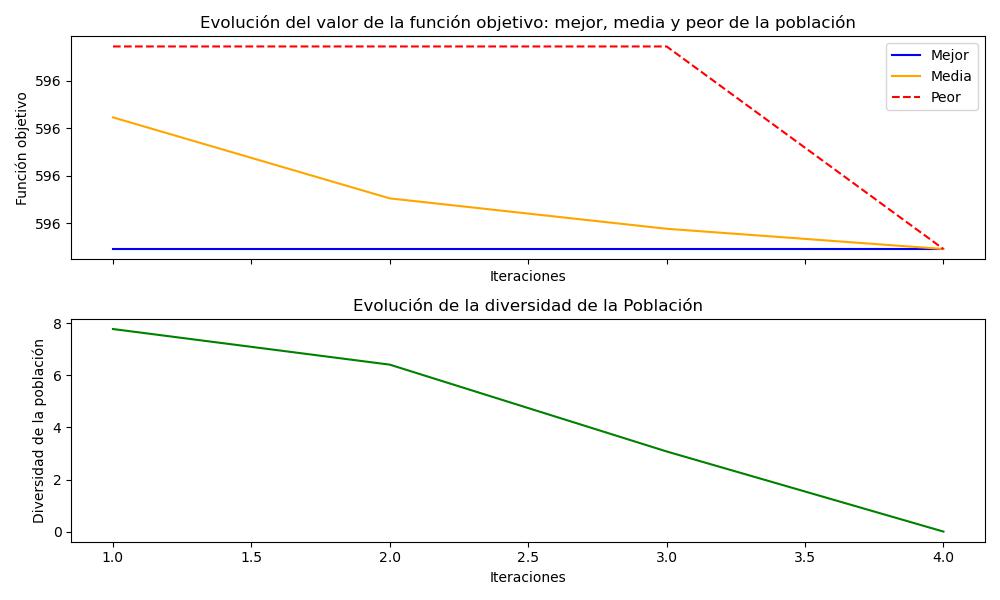 Evolución del valor de la función objetivo: mejor, media y peor de la población
Función objetivo
596
596
596
596
Mejor
Media
Peor
Iteraciones
Evolución de la diversidad de la Población
Diversidad de la población
8
6
4
2
0
1.0 1.5 2.0 2.5 3.0 3.5 4.0
Iteraciones